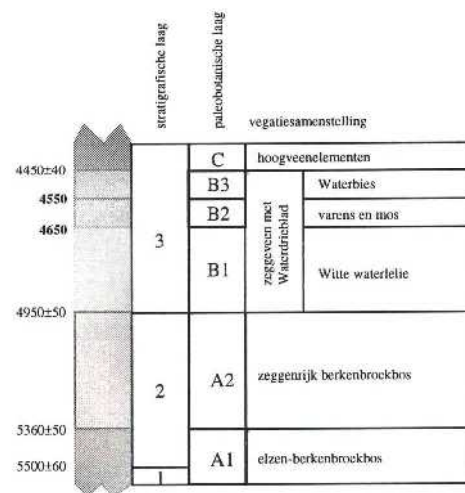 stratigrafische laag
paleobotanische laag
vegatiesamenstelling
C
hoogveenelementen
4450±40
B3
Waterbies
4550
B2
varens en mos
4650
3
zeggeveen met
Waterdrieblad
B1
Witte waterlelie
4950±50
2
A2
zeggenrijk berkenbroekbos
5360±50
A1
elzen-berkenbroekbos
5500±60
1